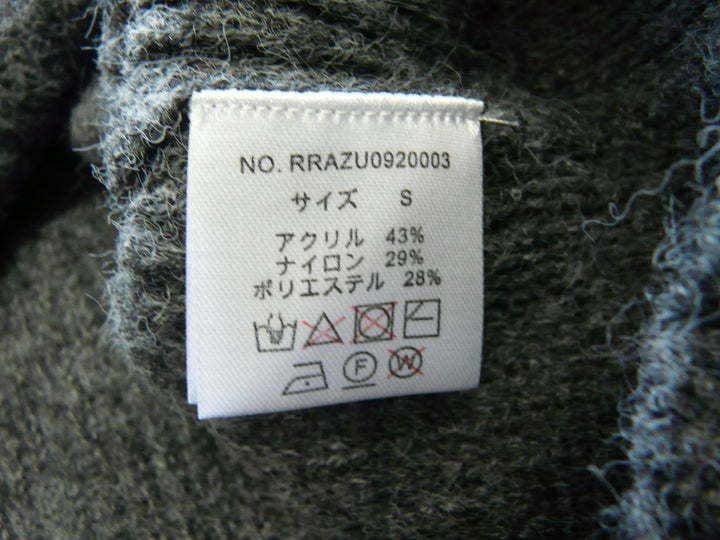 NO. RRAZU0920003
サイズ S
アクリル 43%
ナイロン 29%
ポリエステル 28%
F W